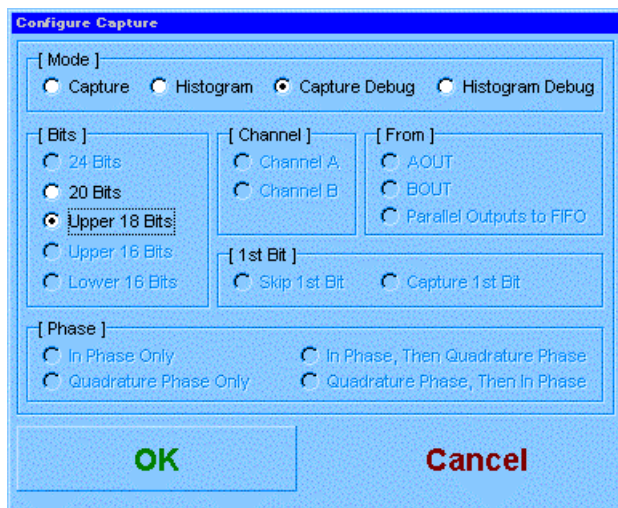 Configure Capture
[ Mode ]
Capture Histogram Capture Debug Histogram Debug
[ Bits ]
24 Bits
20 Bits
Upper 18 Bits
Upper 16 Bits
Lower 16 Bits
[ Channel ]
Channel A
Channel B
[ From ]
AOUT
BOUT
Parallel Outputs to FIFO
[ 1st Bit ]
Skip 1st Bit Capture 1st Bit
[ Phase ]
In Phase Only In Phase, Then Quadrature Phase
Quadrature Phase Only Quadrature Phase, Then In Phase
OK Cancel